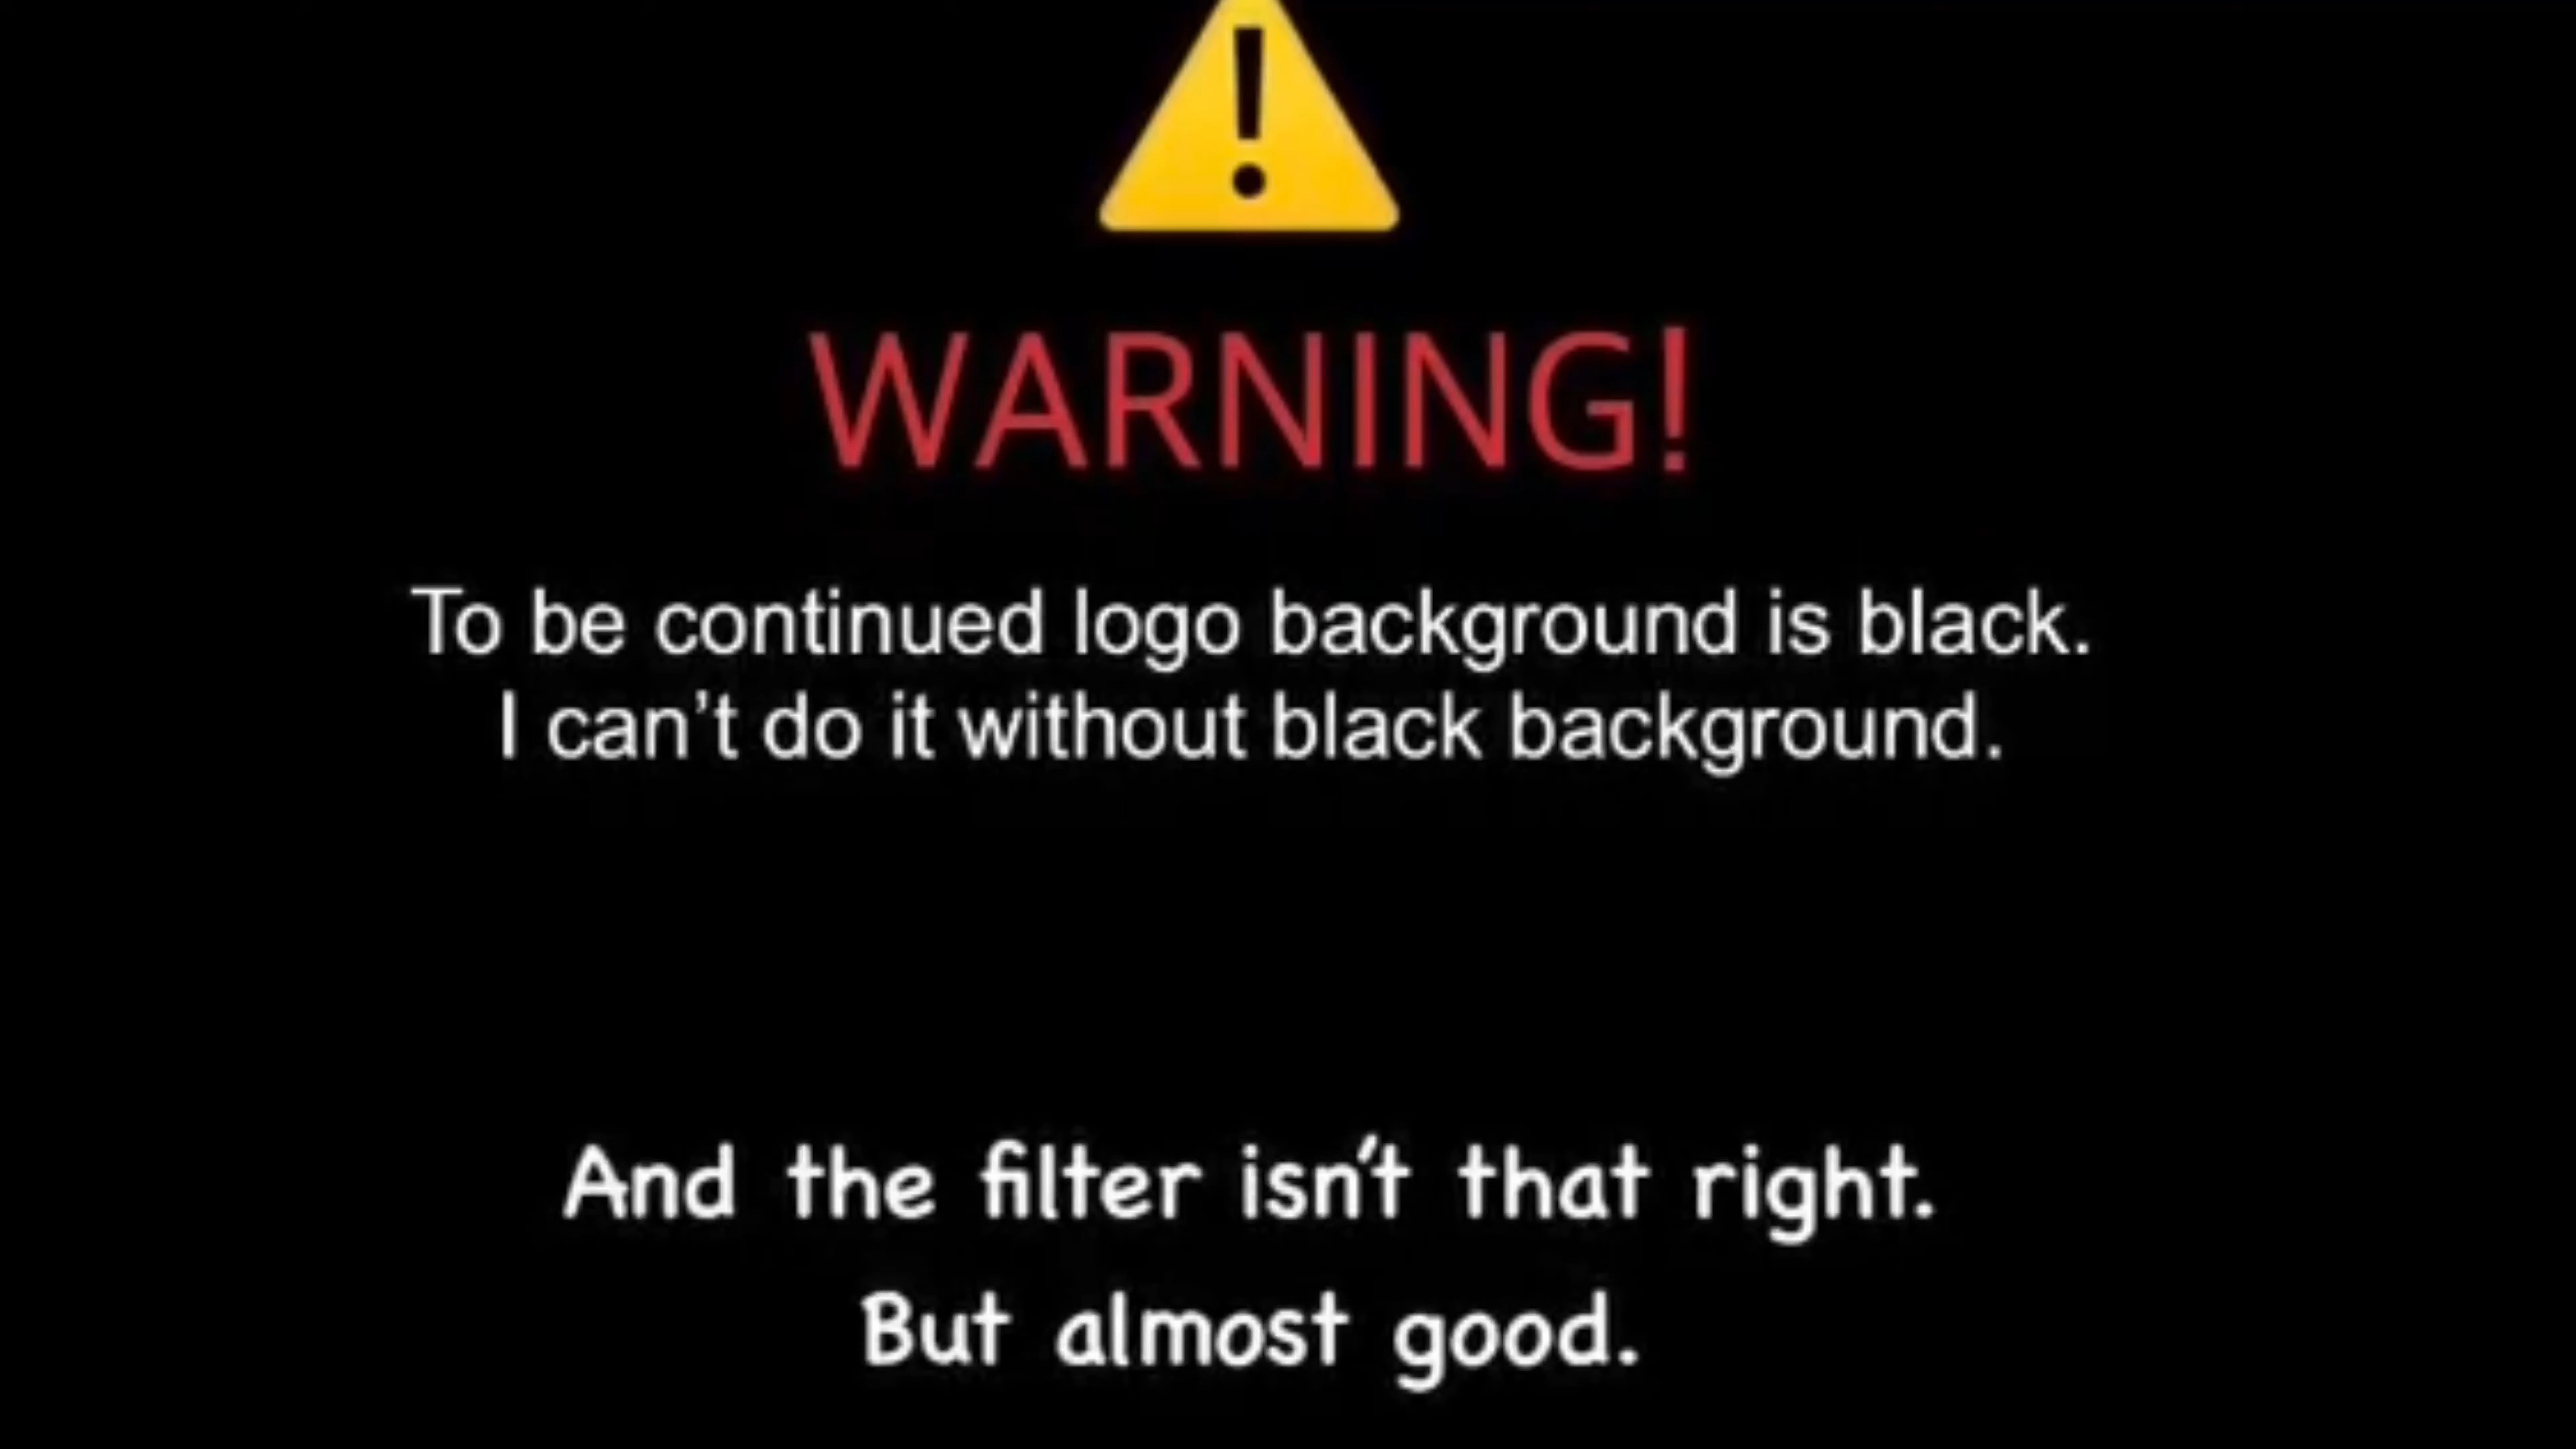 WARNING!
To be continued logo background is black.
I can’t do it without black background.
And the filter isn’t that right.
But almost good.